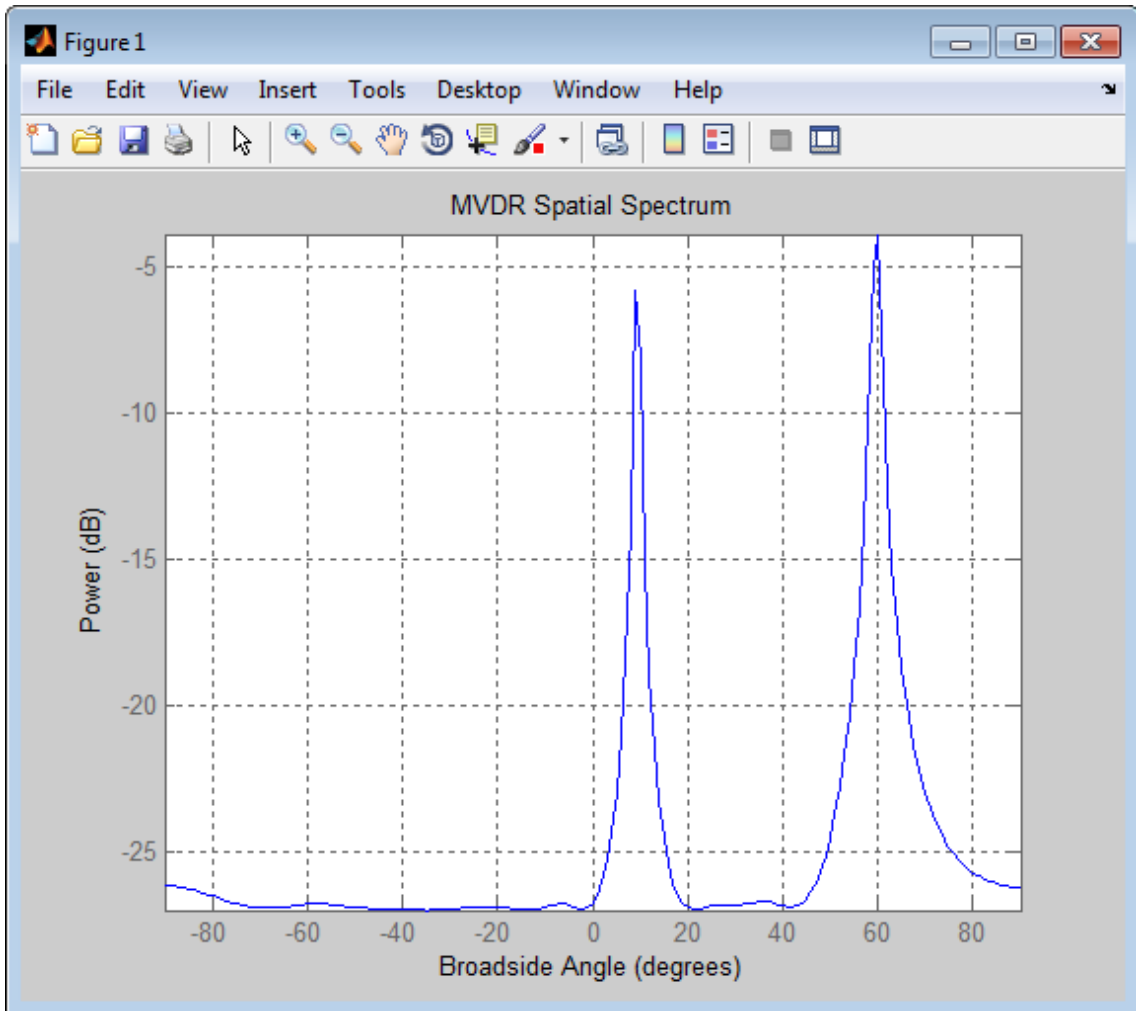 Figure 1
File Edit View Insert Tools Desktop Window Help
MVDR Spatial Spectrum
Power (dB)
-5
-10
-15
-20
-25
-80 -60 -40 -20 0 20 40 60 80
Broadside Angle (degrees)